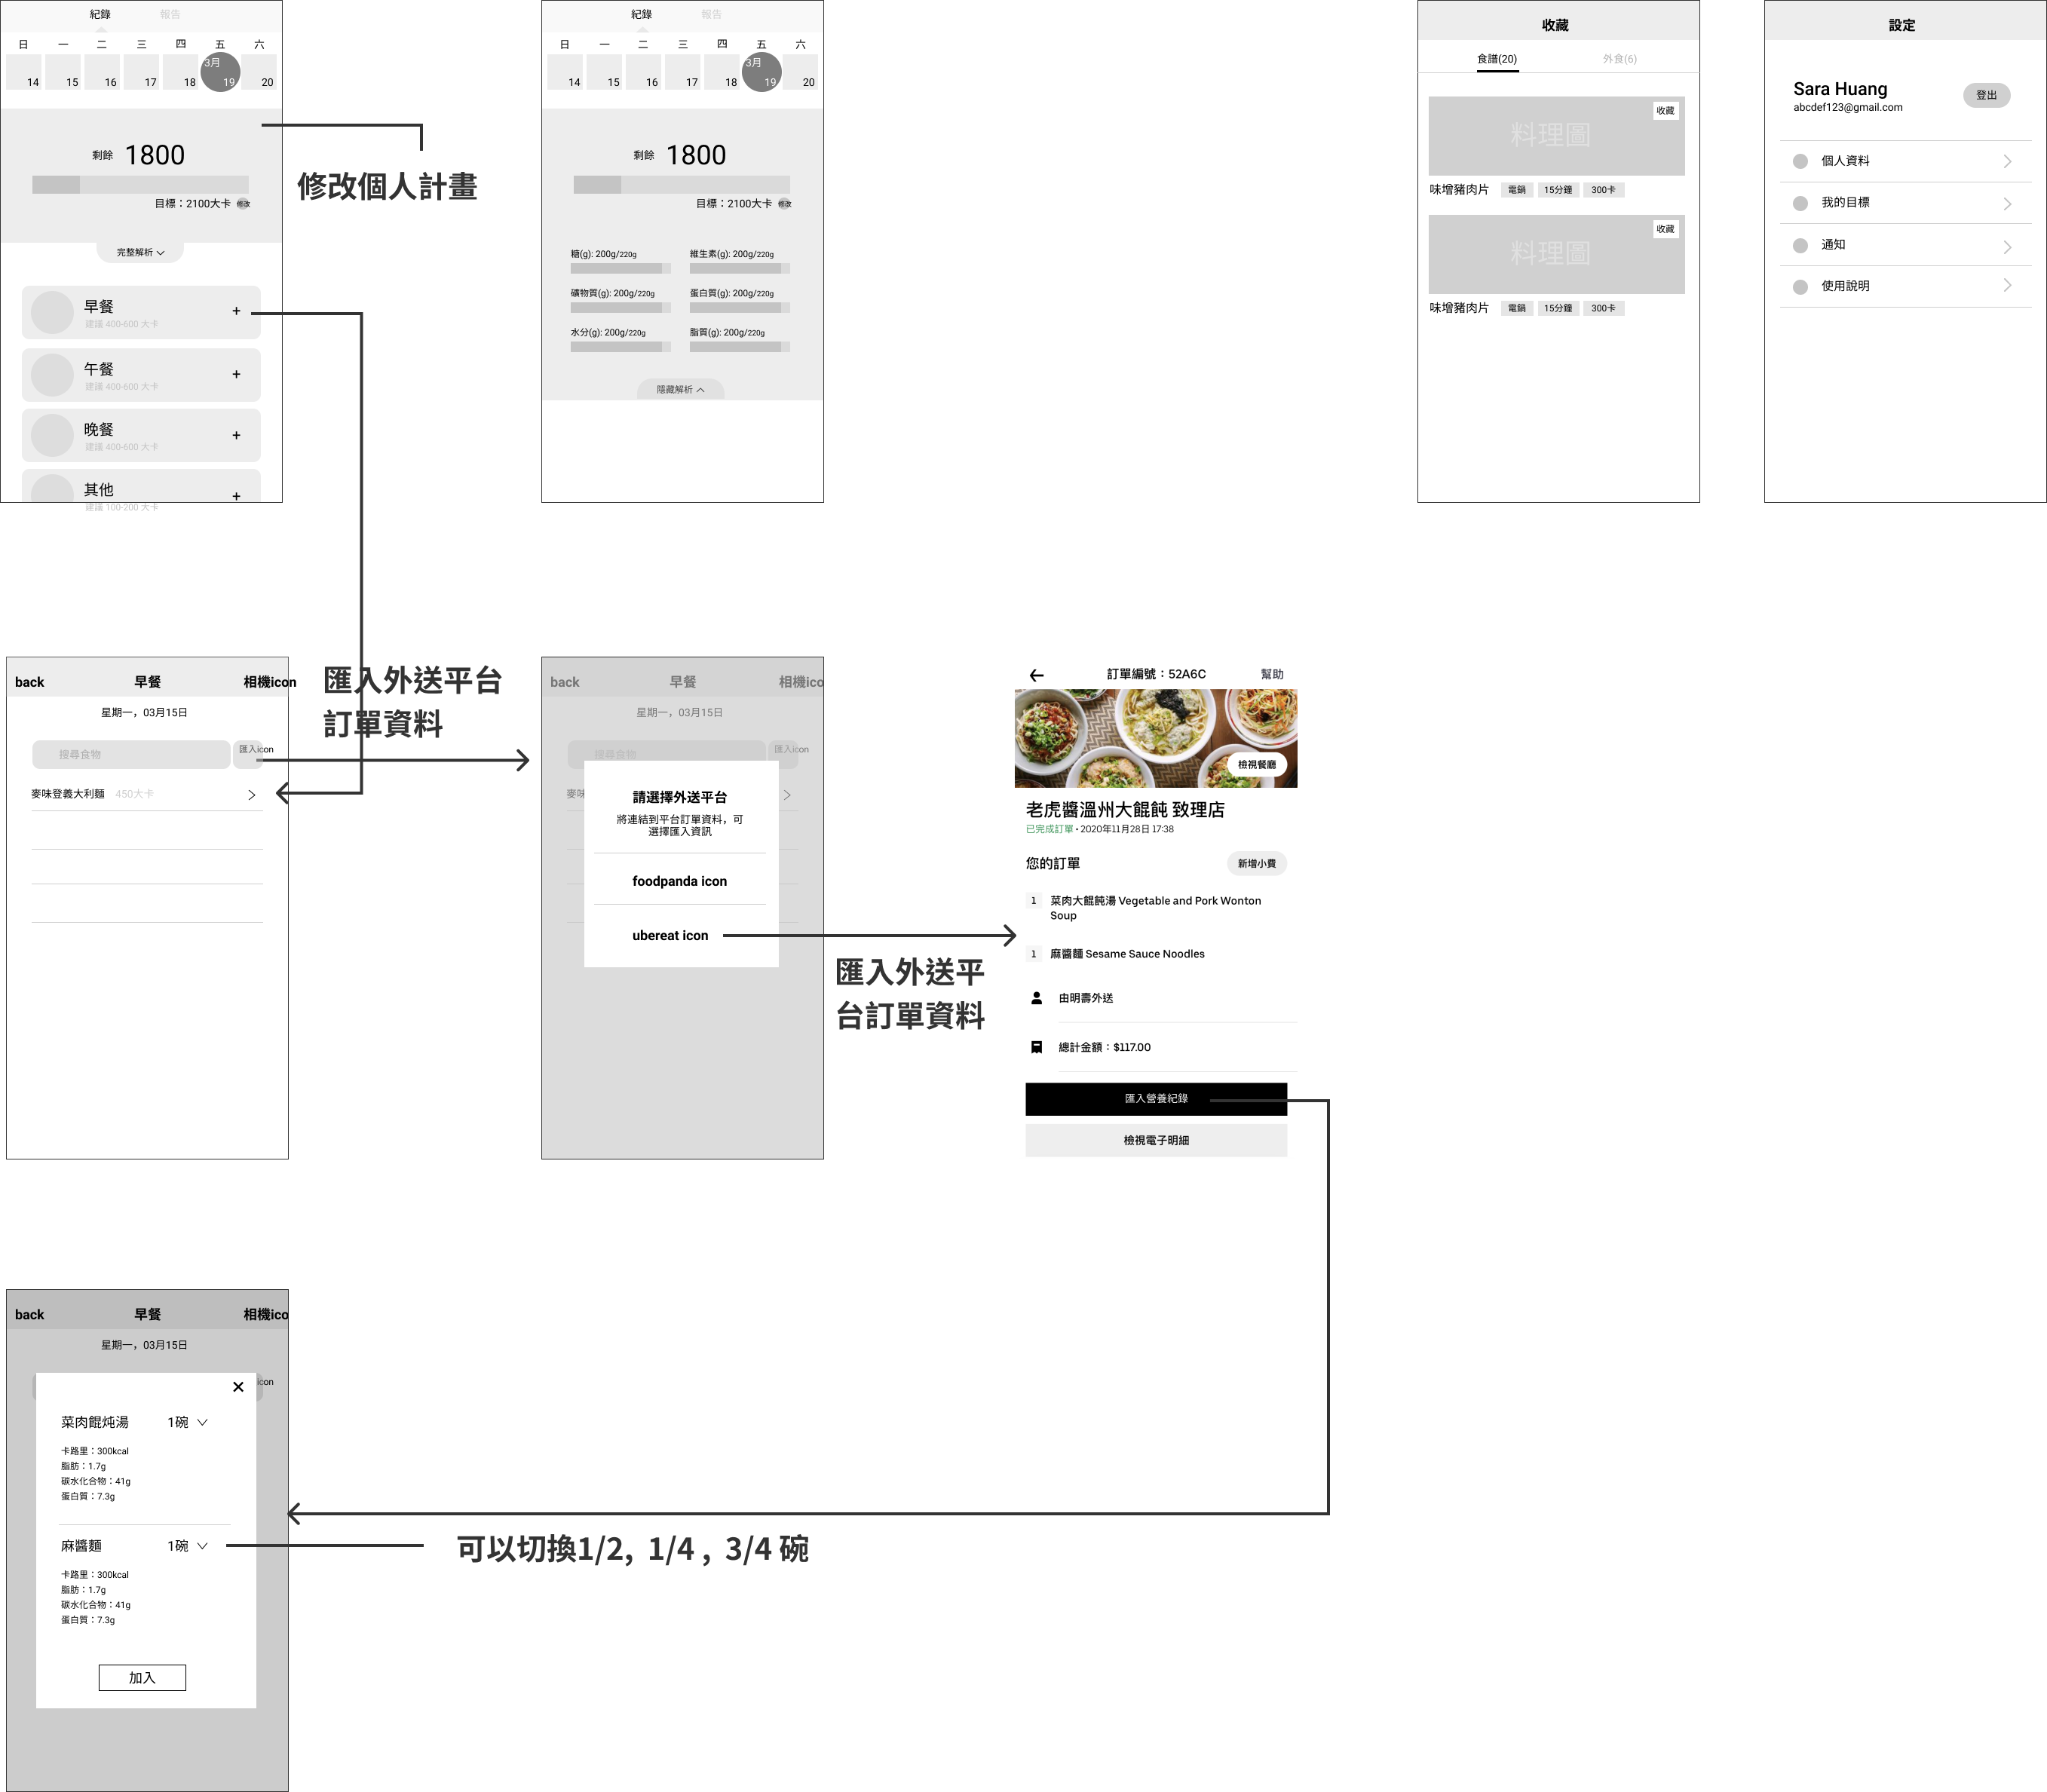 紀錄 報告
日 一 二 三 四 五 六
14 15 16 17 18 3月 19 20
剩餘 1800
目標：2100大卡 修改
完整解析
早餐
建議 400-600 大卡
+
午餐
建議 400-600 大卡
+
晚餐
建議 400-600 大卡
+
其他
建議 100-200 大卡
+
修改個人計畫
紀錄 報告
日 一 二 三 四 五 六
14 15 16 17 18 3月 19 20
剩餘 1800
目標：2100大卡 修改
糖(g): 200g/220g 維生素(g): 200g/220g
礦物質(g): 200g/220g 蛋白質(g): 200g/220g
水分(g): 200g/220g 脂質(g): 200g/220g
隱藏解析
收藏
食譜(20) 外食(6)
收藏
料理圖
味增豬肉片 電鍋 15分鐘 300卡
收藏
料理圖
味增豬肉片 電鍋 15分鐘 300卡
設定
Sara Huang
abcdef123@gmail.com
登出
個人資料
我的目標
通知
使用說明
back 早餐 相機icon
星期一，03月15日
搜尋食物 匯入icon
麥味登義大利麵 450大卡
匯入外送平台
訂單資料
back 早餐 相機ico
星期一，03月15日
搜尋食物 匯入icon
麥味
請選擇外送平台
將連結到平台訂單資料，可
選擇匯入資訊
foodpanda icon
ubereat icon
匯入外送平
台訂單資料
訂單編號：52A6C 幫助
檢視餐廳
老虎醬溫州大餛飩 致理店
已完成訂單 • 2020年11月28日 17:38
您的訂單 新增小費
1 菜肉大餛飩湯 Vegetable and Pork Wonton
Soup
1 麻醬麵 Sesame Sauce Noodles
由明壽外送
總計金額：$117.00
匯入營養紀錄
檢視電子明細
back 早餐 相機ico
星期一，03月15日
icon
菜肉餛炖湯 1碗
卡路里：300kcal
脂肪：1.7g
碳水化合物：41g
蛋白質：7.3g
麻醬麵 1碗
卡路里：300kcal
脂肪：1.7g
碳水化合物：41g
蛋白質：7.3g
加入
可以切換1/2, 1/4 , 3/4 碗